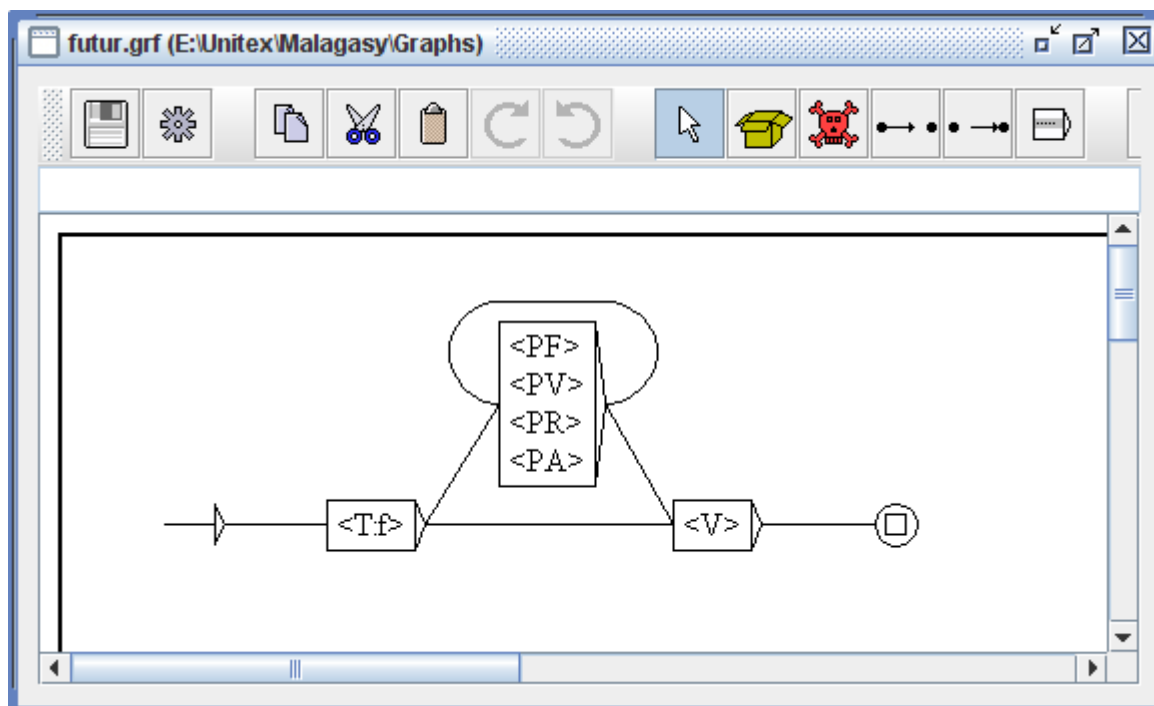 futur.grf (E:\Unitex\Malagasy\Graphs)
<PF>
<PV>
<PR>
<PA>
<T:f>
<V>